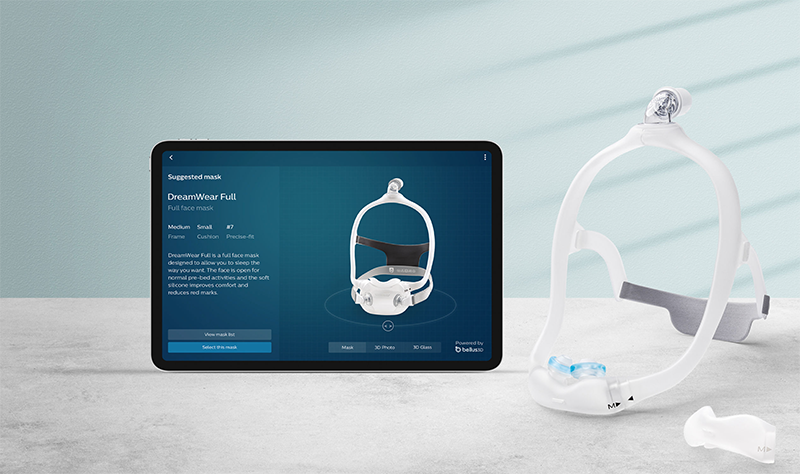 Suggested mask
DreamWear Full
Full face mask
Medium Small #7
Frame Cushion Precise-fit
DreamWear Full is a full face mask
designed to allow you to sleep the
way you want. The face is open for
normal pre-bed activities and the soft
silicone improves comfort and
reduces red marks.
View mask list
Select this mask
Mask 3D Photo 3D Glass
Powered by
bellus3D
M
M